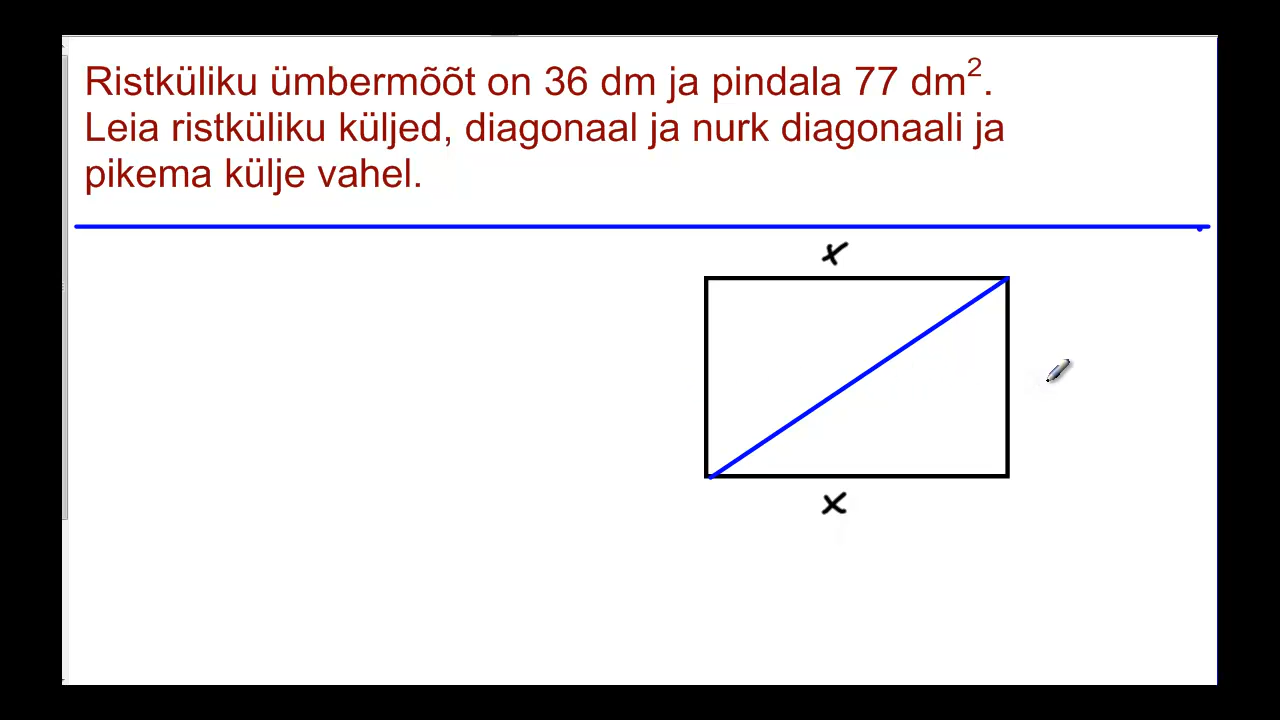 Ristküliku ümbermõõt on 36 dm ja pindala 77 dm².
Leia ristküliku küljed, diagonaal ja nurk diagonaali ja
pikema külje vahel.
x
x